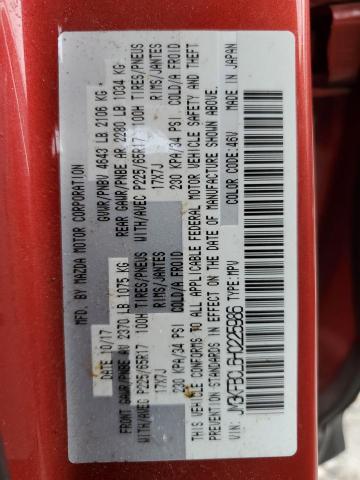 MFD. BY MAZDA MOTOR CORPORATION
DATE 10/17 GVWR/PNBV 4643 LB 2106 KG
FRONT GAWR/PNBE AV 2370 LB 1075 KG REAR GAWR/PNBE AR 2280 LB 1034 KG
WITH/AVEC P225/65R17 100H TIRES/PNEUS WITH/AVEC P225/65R17 100H TIRES/PNEUS
17X7J RIMS/JANTES 17X7J RIMS/JANTES
230 KPA/34 PSI COLD/A FROID 230 KPA/34 PSI COLD/A FROID
THIS VEHICLE CONFORMS TO ALL APPLICABLE FEDERAL MOTOR VEHICLE SAFETY AND THEFT
PREVENTION STANDARDS IN EFFECT ON THE DATE OF MANUFACTURE SHOWN ABOVE.
VIN: JM3KFBCL5H0225986 TYPE:MPV COLOR CODE:46V MADE IN JAPAN